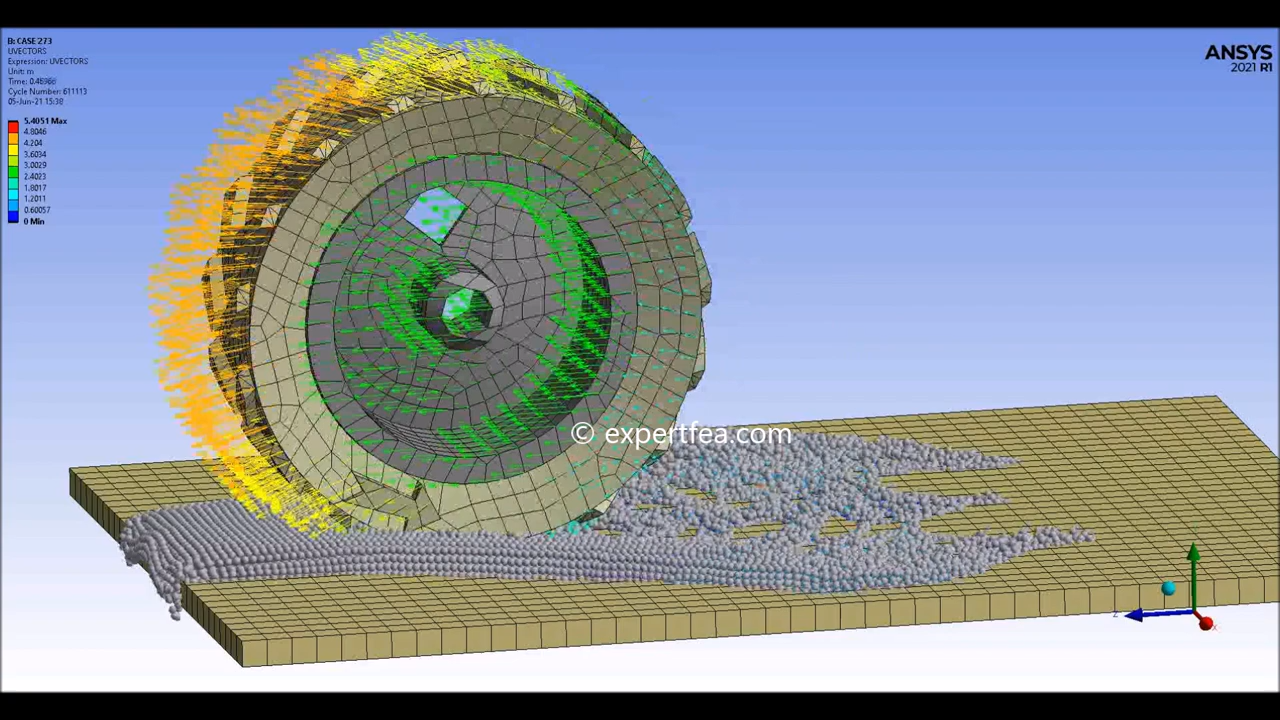 B: CASE 273
UVECTORS
Expression: UVECTORS
Unit: m
Cycle Number: 611113
05-Jun-21 15:38
5.4051 Max
4.8046
4.204
3.6034
3.0029
2.4023
1.8017
1.2011
0.60057
0 Min
ANSYS
2021 R1
© expertfea.com
Z
X